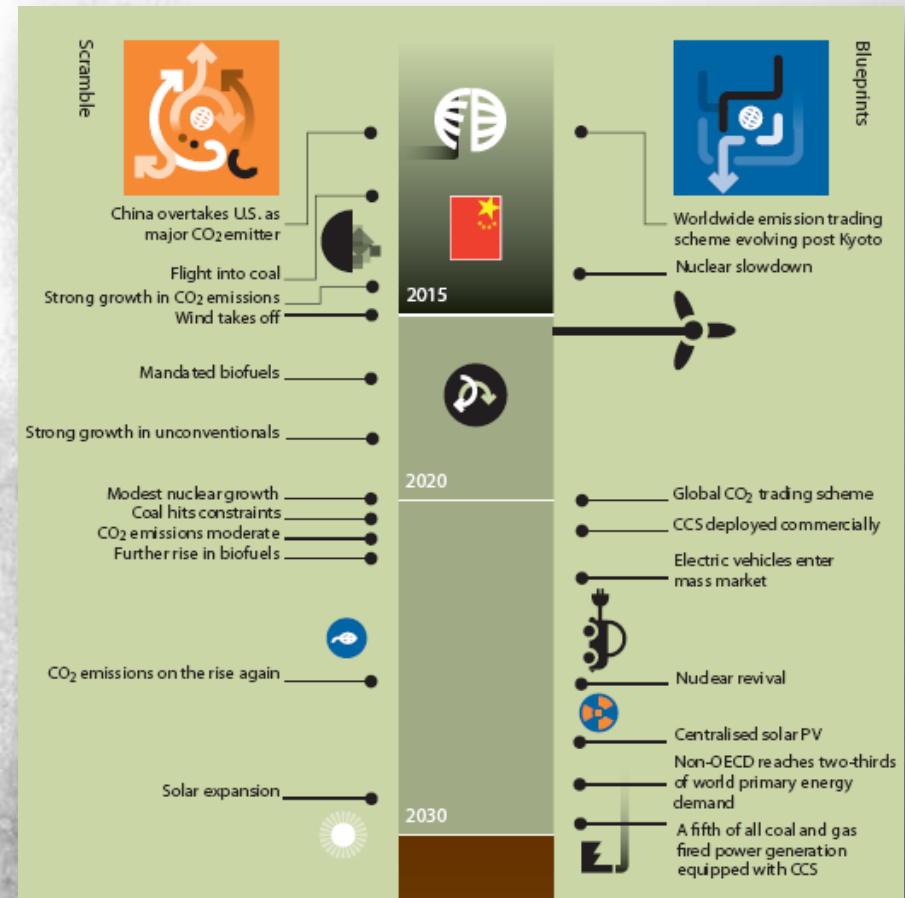 Scramble
Blueprints
China overtakes U.S. as
major CO₂ emitter
Flight into coal
Strong growth in CO₂ emissions
Wind takes off
Mandated biofuels
Strong growth in unconventionals
Modest nuclear growth
Coal hits constraints
CO₂ emissions moderate
Further rise in biofuels
CO₂ emissions on the rise again
Solar expansion
2015
2020
2030
Worldwide emission trading
scheme evolving post Kyoto
Nuclear slowdown
Global CO₂ trading scheme
CCS deployed commercially
Electric vehicles enter
mass market
Nuclear revival
Centralised solar PV
Non-OECD reaches two-thirds
of world primary energy
demand
A fifth of all coal and gas
fired power generation
equipped with CCS